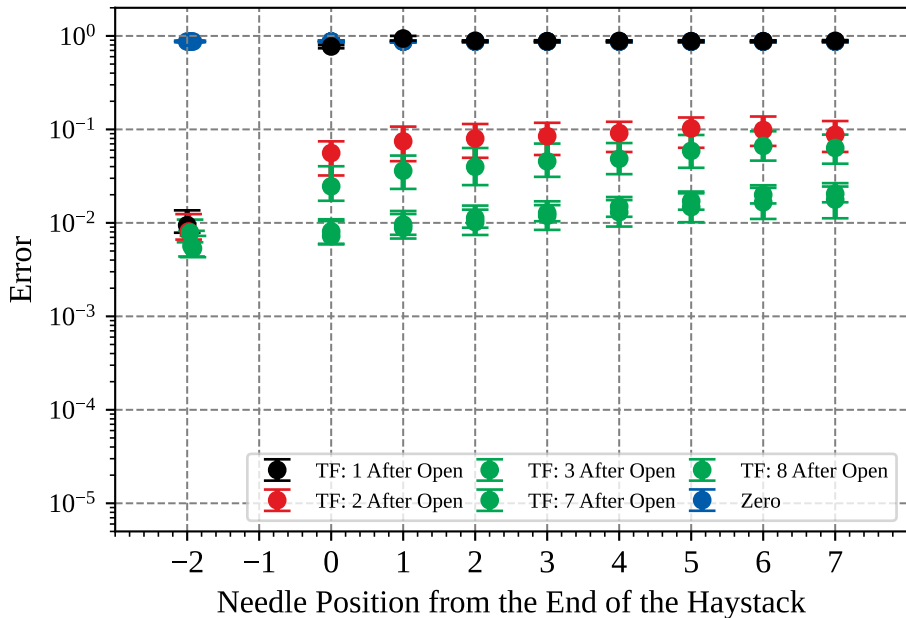 10⁰
10⁻¹
10⁻²
10⁻³
10⁻⁴
10⁻⁵
Error
TF: 1 After Open
TF: 2 After Open
TF: 3 After Open
TF: 7 After Open
TF: 8 After Open
Zero
−2 −1 0 1 2 3 4 5 6 7
Needle Position from the End of the Haystack